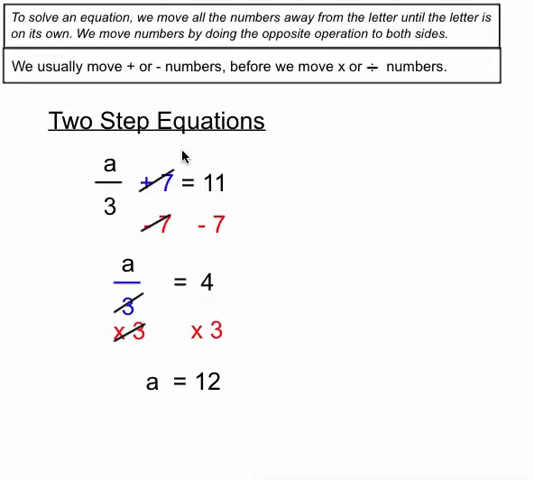 To solve an equation, we move all the numbers away from the letter until the letter is
on its own. We move numbers by doing the opposite operation to both sides.
We usually move + or - numbers, before we move x or ÷ numbers.
Two Step Equations
a
+ 7 = 11
3
- 7 - 7
a
= 4
3
x 3 x 3
a = 12